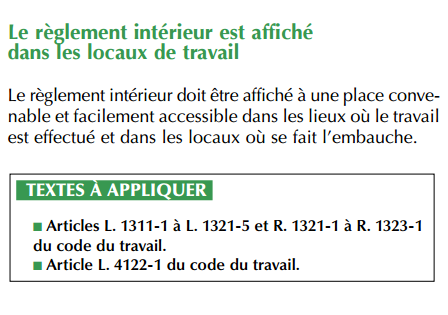 Le règlement intérieur est affiché
dans les locaux de travail
Le règlement intérieur doit être affiché à une place conve-
nable et facilement accessible dans les lieux où le travail
est effectué et dans les locaux où se fait l’embauche.
TEXTES À APPLIQUER
■ Articles L. 1311-1 à L. 1321-5 et R. 1321-1 à R. 1323-1
du code du travail.
■ Article L. 4122-1 du code du travail.